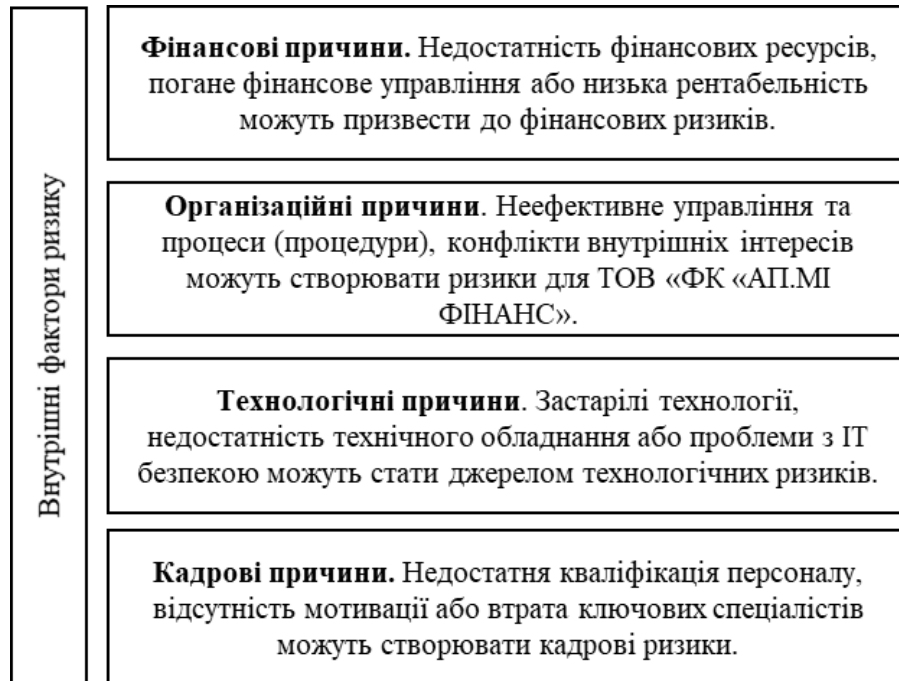 Внутрішні фактори ризику
Фінансові причини. Недостатність фінансових ресурсів,
погане фінансове управління або низька рентабельність
можуть призвести до фінансових ризиків.
Організаційні причини. Неефективне управління та
процеси (процедури), конфлікти внутрішніх інтересів
можуть створювати ризики для ТОВ «ФК «АП.МІ
ФІНАНС».
Технологічні причини. Застарілі технології,
недостатність технічного обладнання або проблеми з ІТ
безпекою можуть стати джерелом технологічних ризиків.
Кадрові причини. Недостатня кваліфікація персоналу,
відсутність мотивації або втрата ключових спеціалістів
можуть створювати кадрові ризики.